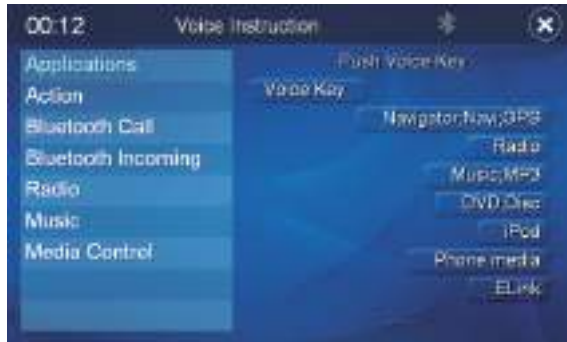 00:12 Voice Instruction
Applications
Action
Bluetooth Call
Bluetooth Incoming
Radio
Music
Media Control
Push Voice Key
Voice Key
Navigator;Navi;GPS
Radio
Music;MP3
DVD;Disc
iPod
Phone media
ELink